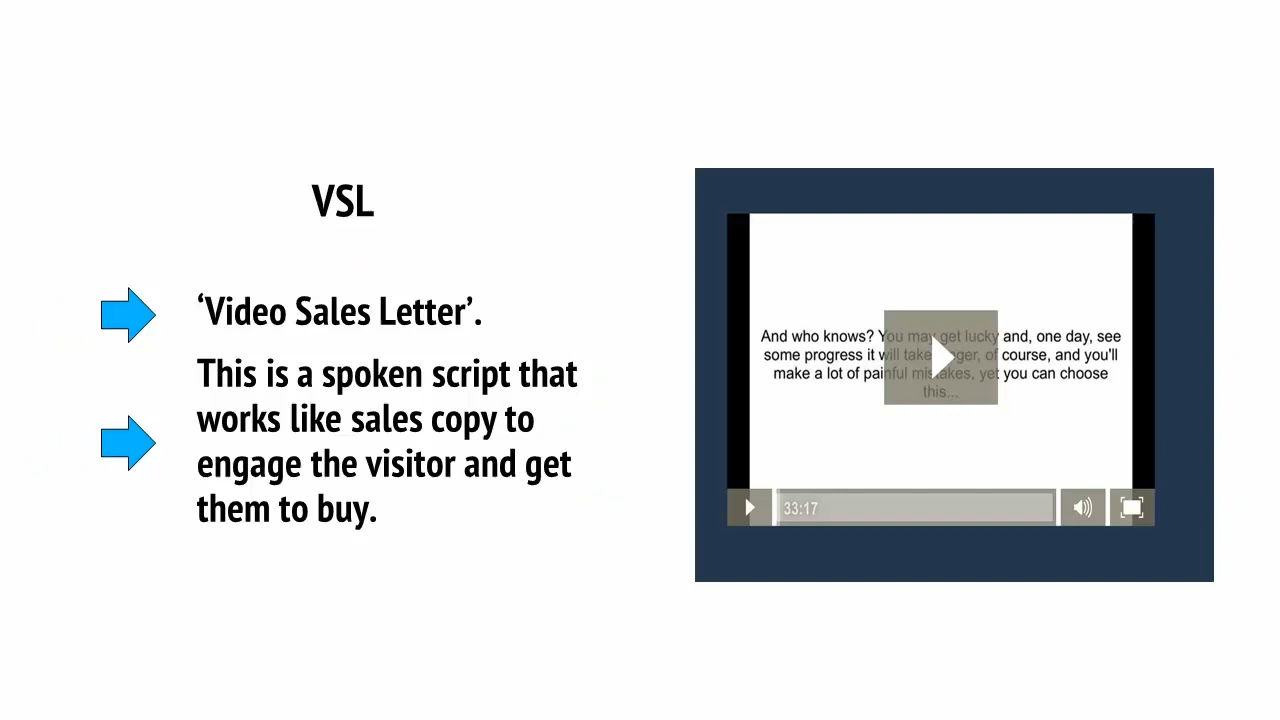 VSL
‘Video Sales Letter’.
This is a spoken script that
works like sales copy to
engage the visitor and get
them to buy.
And who knows? You may get lucky and, one day, see
some progress it will take longer, of course, and you'll
make a lot of painful mistakes, yet you can choose
this...
33:17